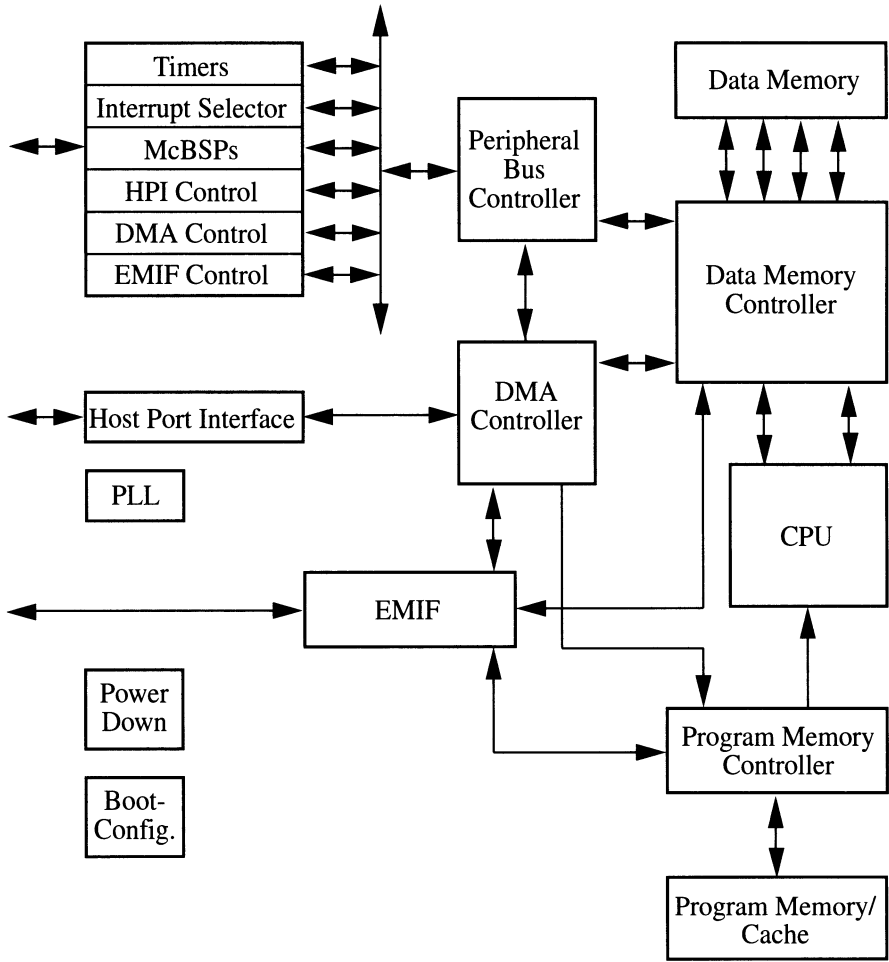 Timers
Interrupt Selector
McBSPs
HPI Control
DMA Control
EMIF Control
Peripheral
Bus
Controller
Data Memory
Data Memory
Controller
Host Port Interface
DMA
Controller
PLL
CPU
EMIF
Power
Down
Program Memory
Controller
Boot-
Config.
Program Memory/
Cache